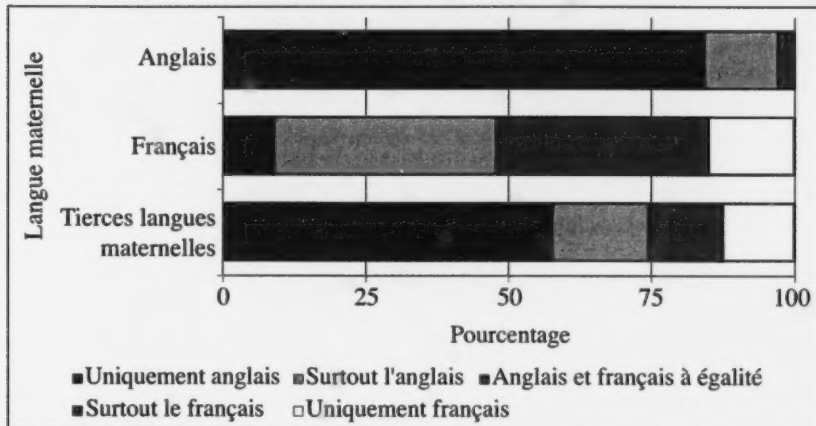 Langue maternelle
Anglais
Français
Tierces langues
maternelles
0 25 50 75 100
Pourcentage
■Uniquement anglais ■Surtout l'anglais ■Anglais et français à égalité
■Surtout le français □Uniquement français